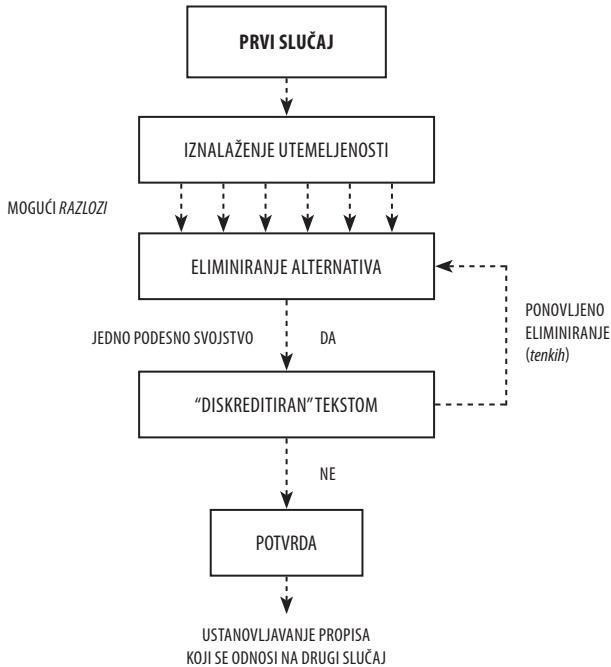 PRVI SLUČAJ
IZNALAŽENJE UTEMELJENOSTI
MOGUĆI RAZLOZI
ELIMINIRANJE ALTERNATIVA
JEDNO PODESNO SVOJSTVO
DA
PONOVLJENO
ELIMINIRANJE
(tenkih)
“DISKREDITIRAN” TEKSTOM
NE
POTVRDA
USTANOVLJAVANJE PROPISA
KOJI SE ODNOSI NA DRUGI SLUČAJ